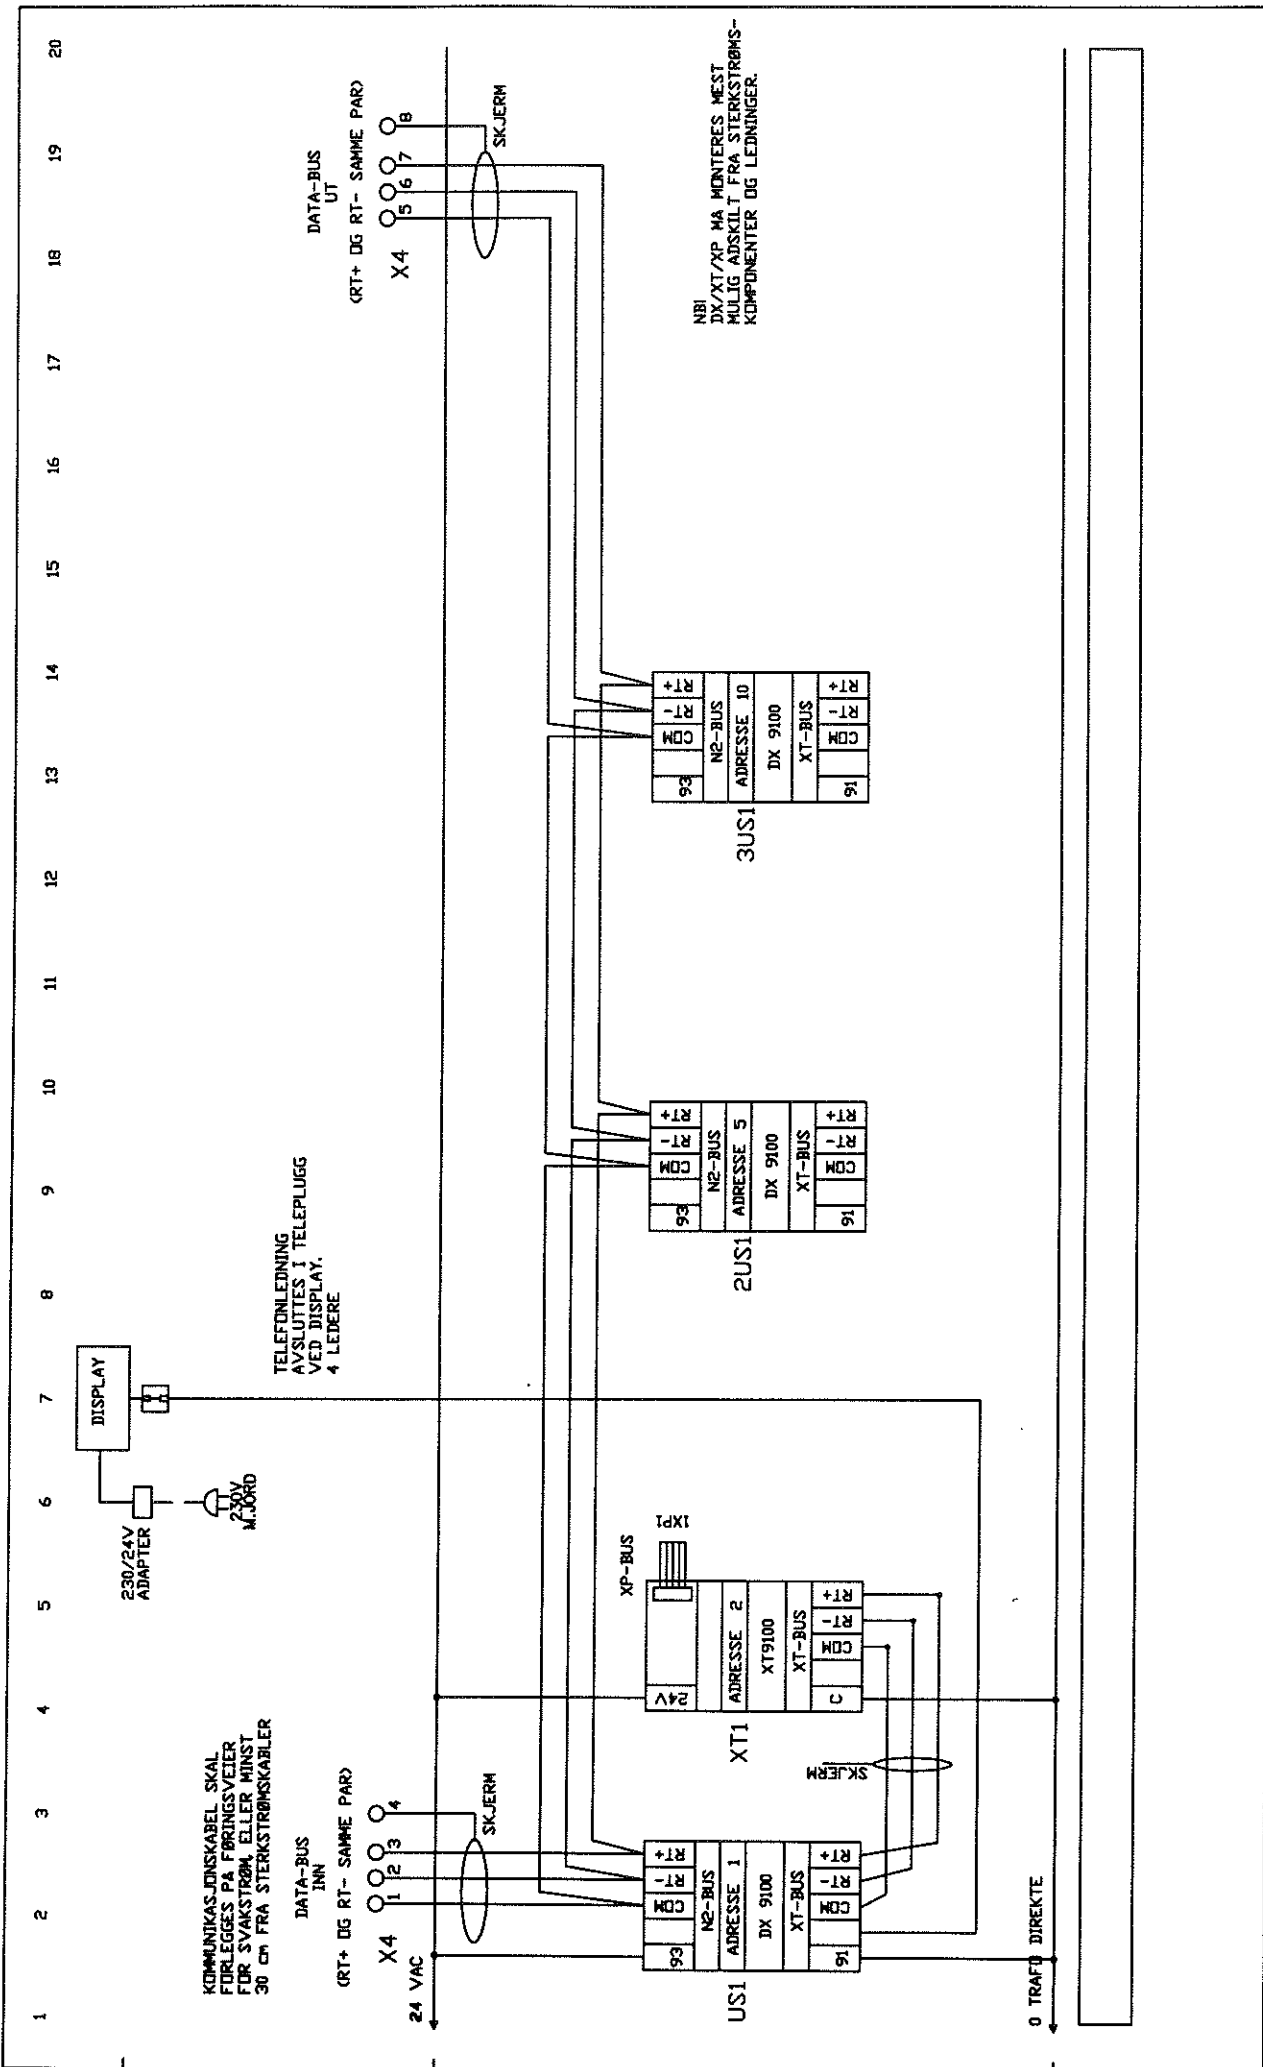 1 2 3 4 5 6 7 8 9 10 11 12 13 14 15 16 17 18 19 20
KOMMUNIKASJONSKABEL SKAL
FORLEGGES PA FØRINGSVEIER
FOR SVAKSTRØM, ELLER MINST
30 cm FRA STERKSTRØMSKABLER
DATA-BUS
INN
(RT+ OG RT- SAMME PAR)
X4
1 2 3 4
SKJERM
24 VAC
230/24V
ADAPTER
230V
M.JORD
DISPLAY
TELEFONLEDNING
AVSLUTTES I TELEPLUGG
VED DISPLAY.
4 LEDERE
DATA-BUS
UT
(RT+ OG RT- SAMME PAR)
X4
5 6 7 8
SKJERM
NB!
DX/XT/XP MA MONTERES MEST
MULIG ADSKILT FRA STERKSTRØMS-
KOMPONENTER OG LEDNINGER.
US1
93 COM RT- RT+
N2-BUS
ADRESSE 1
DX 9100
XT-BUS
91 COM RT- RT+
SKJERM
XT1
24V
XP-BUS
1XP1
ADRESSE 2
XT9100
XT-BUS
C COM RT- RT+
2US1
93 COM RT- RT+
N2-BUS
ADRESSE 5
DX 9100
XT-BUS
91 COM RT- RT+
3US1
93 COM RT- RT+
N2-BUS
ADRESSE 10
DX 9100
XT-BUS
91 COM RT- RT+
0 TRAFO DIREKTE